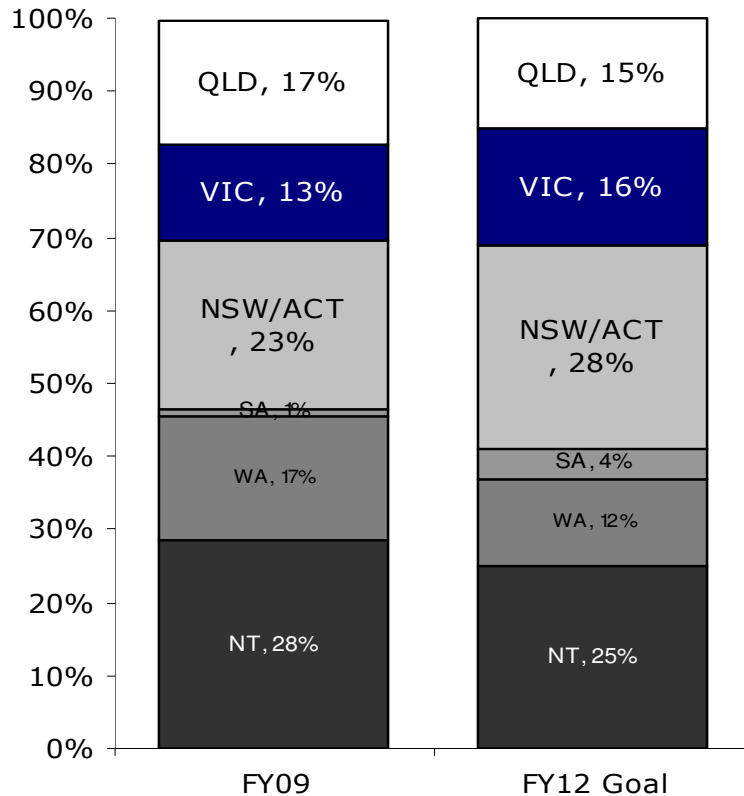 100%
90%
80%
70%
60%
50%
40%
30%
20%
10%
0%
QLD, 17%
VIC, 13%
NSW/ACT
, 23%
SA, 1%
WA, 17%
NT, 28%
QLD, 15%
VIC, 16%
NSW/ACT
, 28%
SA, 4%
WA, 12%
NT, 25%
FY09
FY12 Goal